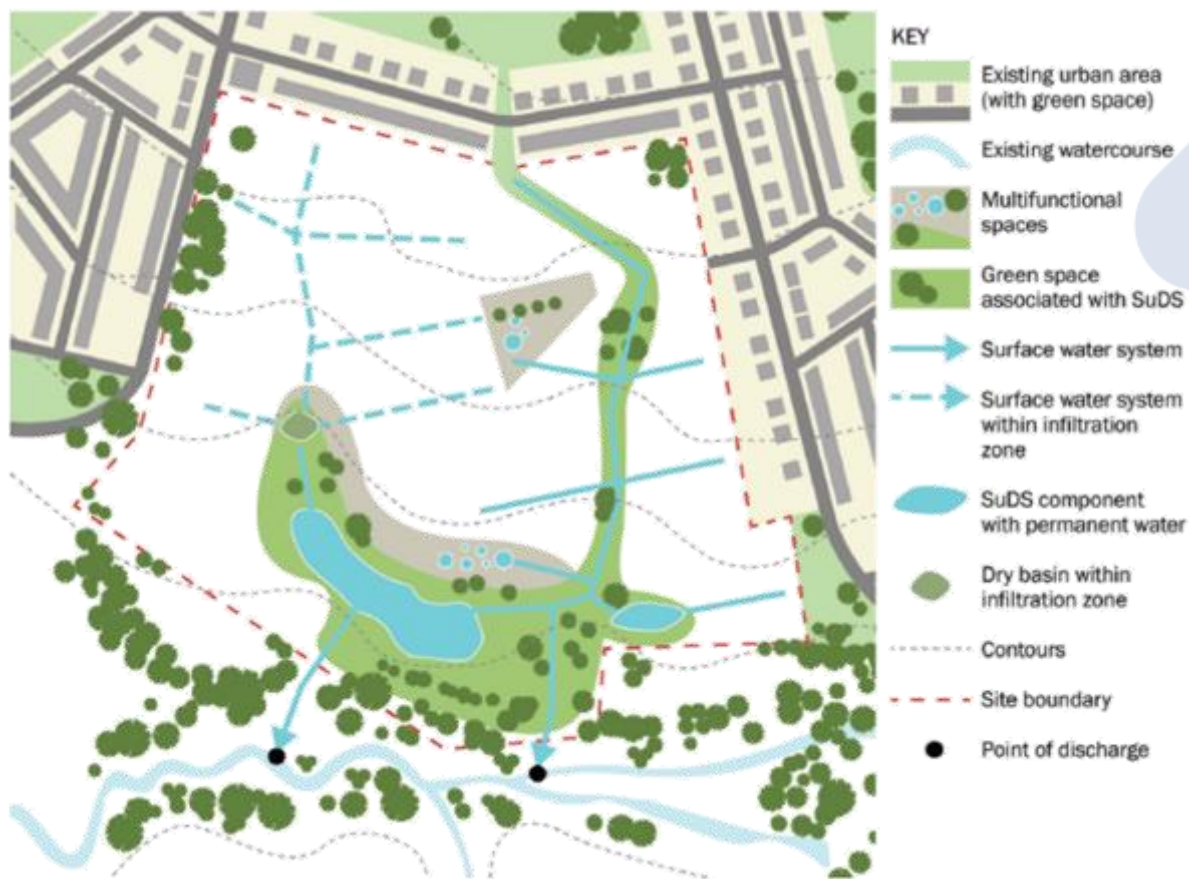 KEY
Existing urban area
(with green space)
Existing watercourse
Multifunctional
spaces
Green space
associated with SuDS
Surface water system
Surface water system
within infiltration
zone
SuDS component
with permanent water
Dry basin within
infiltration zone
Contours
Site boundary
Point of discharge